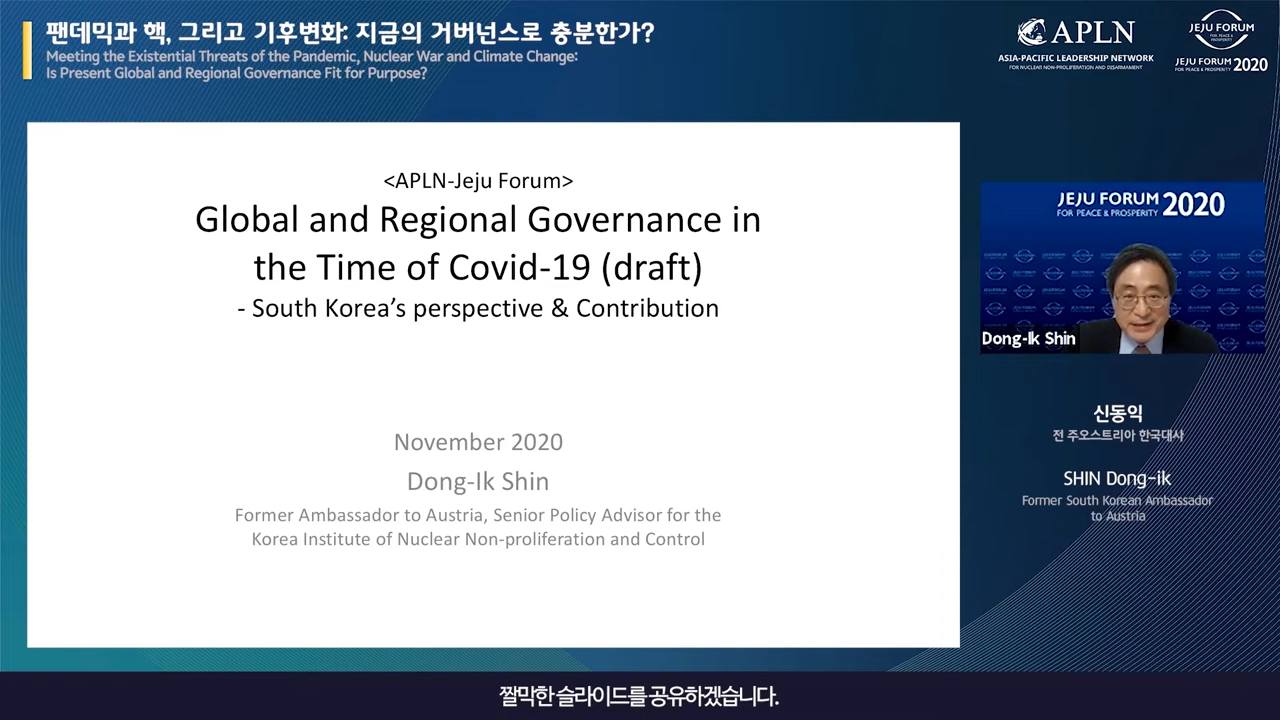 팬데믹과 핵, 그리고 기후변화: 지금의 거버넌스로 충분한가?
Meeting the Existential Threats of the Pandemic, Nuclear War and Climate Change:
Is Present Global and Regional Governance Fit for Purpose?
APLN
ASIA-PACIFIC LEADERSHIP NETWORK
FOR NUCLEAR NON-PROLIFERATION AND DISARMAMENT
JEJU FORUM
FOR PEACE & PROSPERITY
JEJU FORUM 2020
FOR PEACE & PROSPERITY
<APLN-Jeju Forum>
Global and Regional Governance in
the Time of Covid-19 (draft)
- South Korea's perspective & Contribution
November 2020
Dong-Ik Shin
Former Ambassador to Austria, Senior Policy Advisor for the
Korea Institute of Nuclear Non-proliferation and Control
JEJU FORUM 2020
FOR PEACE & PROSPERITY
Dong-Ik Shin
신동익
전 주오스트리아 한국대사
SHIN Dong-ik
Former South Korean Ambassador
to Austria
짤막한 슬라이드를 공유하겠습니다.